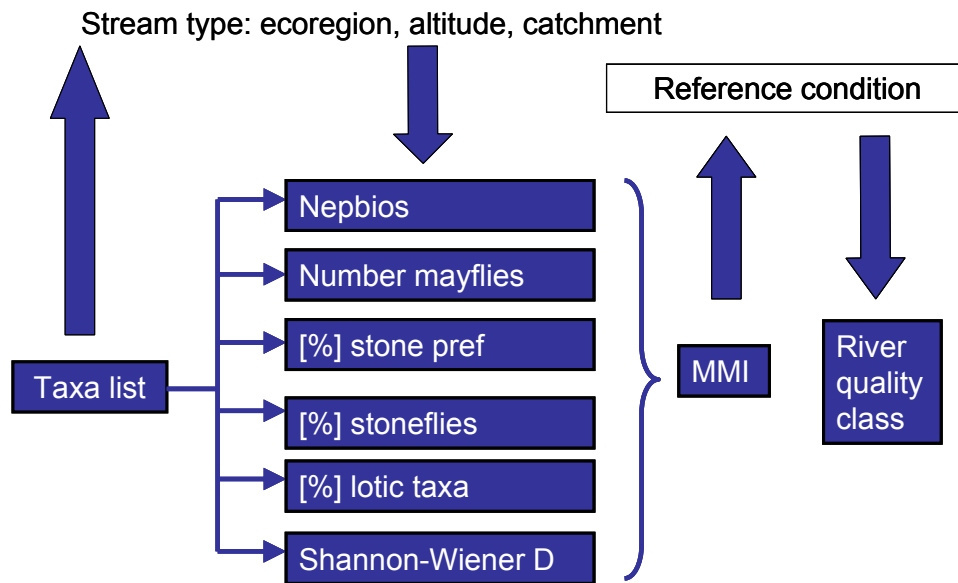 Stream type: ecoregion, altitude, catchment
Reference condition
Nepbios
Number mayflies
[%] stone pref
[%] stoneflies
[%] lotic taxa
Shannon-Wiener D
Taxa list
MMI
River
quality
class